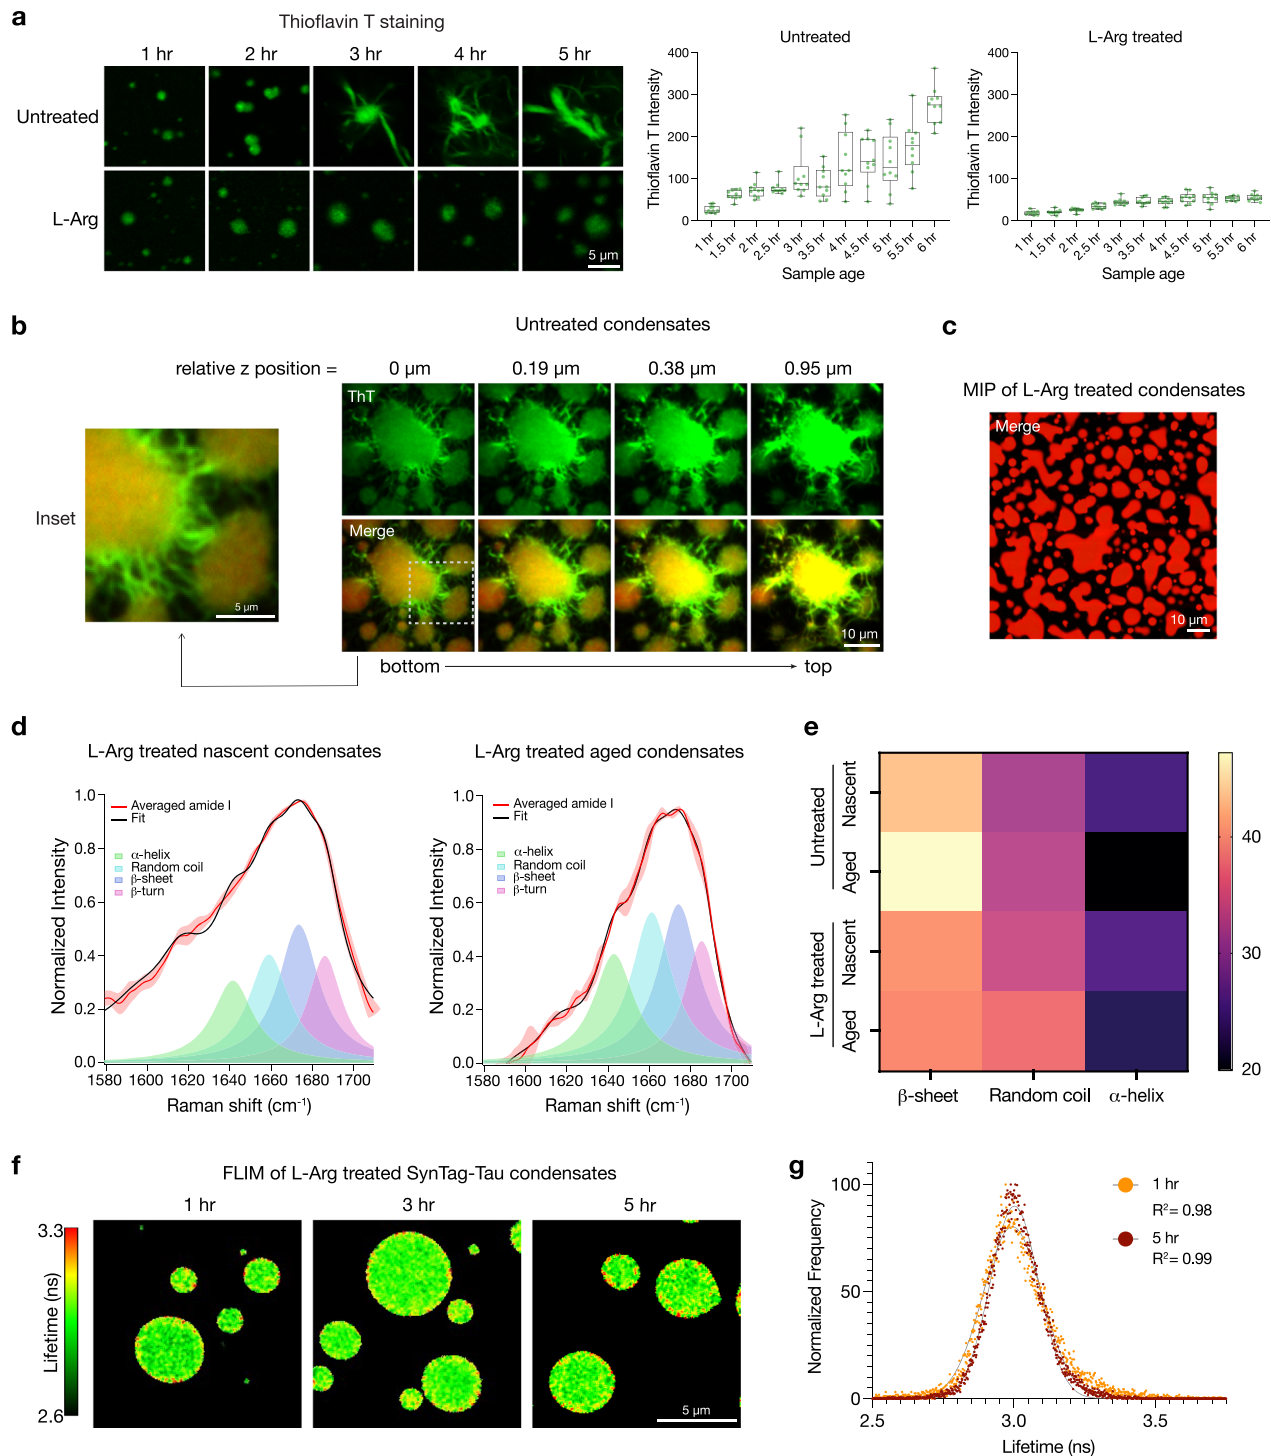 a
Thioflavin T staining
1 hr 2 hr 3 hr 4 hr 5 hr
Untreated
L-Arg
5 µm
Untreated
Thioflavin T Intensity
400
300
200
100
0
1 hr 1.5 hr 2 hr 2.5 hr 3 hr 3.5 hr 4 hr 4.5 hr 5 hr 5.5 hr 6 hr
Sample age
L-Arg treated
Thioflavin T Intensity
400
300
200
100
0
1 hr 1.5 hr 2 hr 2.5 hr 3 hr 3.5 hr 4 hr 4.5 hr 5 hr 5.5 hr 6 hr
Sample age
b
Untreated condensates
relative z position = 0 µm 0.19 µm 0.38 µm 0.95 µm
ThT
Merge
Inset
5 µm
10 µm
bottom top
c
MIP of L-Arg treated condensates
Merge
10 µm
d
L-Arg treated nascent condensates
Averaged amide I
Fit
α-helix
Random coil
β-sheet
β-turn
Normalized Intensity
1.0
0.8
0.6
0.4
0.2
0.0
1580 1600 1620 1640 1660 1680 1700
Raman shift (cm⁻¹)
L-Arg treated aged condensates
Averaged amide I
Fit
α-helix
Random coil
β-sheet
β-turn
Normalized Intensity
1.0
0.8
0.6
0.4
0.2
0.0
1580 1600 1620 1640 1660 1680 1700
Raman shift (cm⁻¹)
e
Untreated
Nascent
Aged
L-Arg treated
Nascent
Aged
β-sheet Random coil α-helix
40
30
20
f
FLIM of L-Arg treated SynTag-Tau condensates
1 hr 3 hr 5 hr
3.3
Lifetime (ns)
2.6
5 µm
g
Normalized Frequency
100
50
0
2.5 3.0 3.5
Lifetime (ns)
1 hr
R²= 0.98
5 hr
R²= 0.99